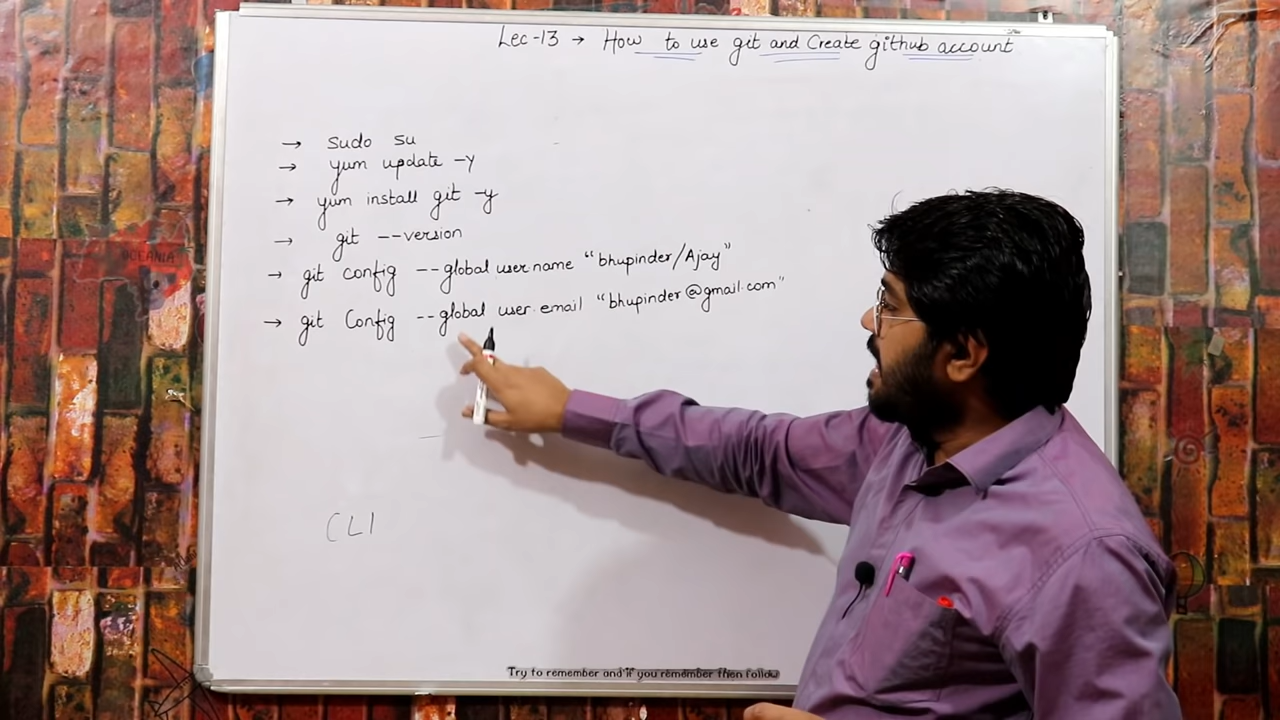 Lec-13 → How to use git and Create github account
→ sudo su
→ yum update -y
→ yum install git -y
→ git --version
→ git config --global user.name "bhupinder/Ajay"
→ git Config --global user.email "bhupinder@gmail.com"
CLI
Try to remember and if you remember then follow
OCEANIA